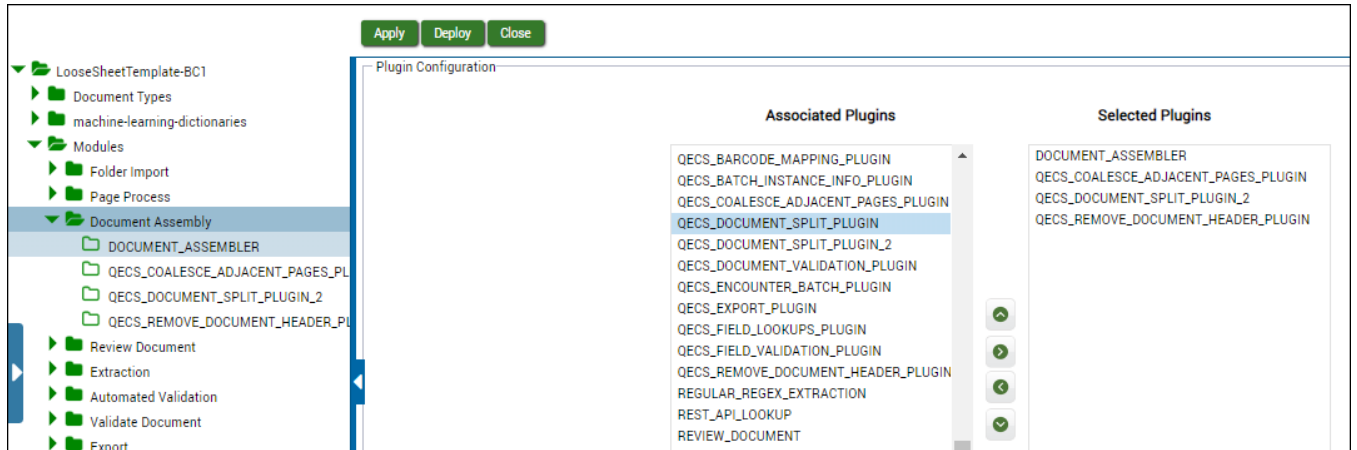 Apply Deploy Close
LooseSheetTemplate-BC1
Document Types
machine-learning-dictionaries
Modules
Folder Import
Page Process
Document Assembly
DOCUMENT_ASSEMBLER
QECS_COALESCE_ADJACENT_PAGES_PL
QECS_DOCUMENT_SPLIT_PLUGIN_2
QECS_REMOVE_DOCUMENT_HEADER_PL
Review Document
Extraction
Automated Validation
Validate Document
Export
Plugin Configuration
Associated Plugins
QECS_BARCODE_MAPPING_PLUGIN
QECS_BATCH_INSTANCE_INFO_PLUGIN
QECS_COALESCE_ADJACENT_PAGES_PLUGIN
QECS_DOCUMENT_SPLIT_PLUGIN
QECS_DOCUMENT_SPLIT_PLUGIN_2
QECS_DOCUMENT_VALIDATION_PLUGIN
QECS_ENCOUNTER_BATCH_PLUGIN
QECS_EXPORT_PLUGIN
QECS_FIELD_LOOKUPS_PLUGIN
QECS_FIELD_VALIDATION_PLUGIN
QECS_REMOVE_DOCUMENT_HEADER_PLUGIN
REGULAR_REGEX_EXTRACTION
REST_API_LOOKUP
REVIEW_DOCUMENT
Selected Plugins
DOCUMENT_ASSEMBLER
QECS_COALESCE_ADJACENT_PAGES_PLUGIN
QECS_DOCUMENT_SPLIT_PLUGIN_2
QECS_REMOVE_DOCUMENT_HEADER_PLUGIN